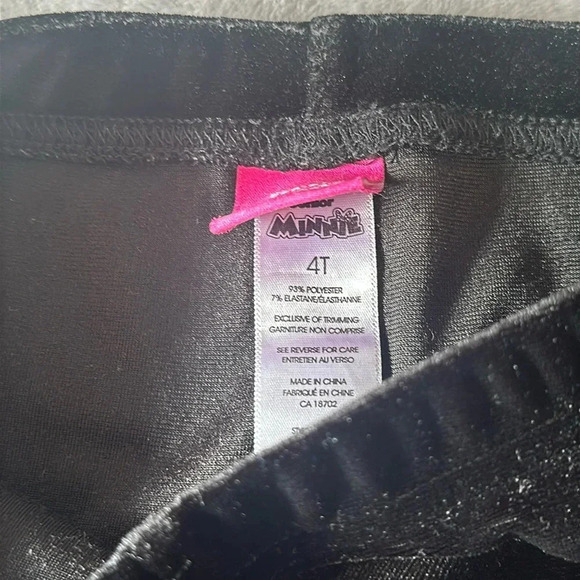 Junior
MINNIE
4T
93% POLYESTER
7% ELASTANE/ÉLASTHANNE
EXCLUSIVE OF TRIMMING
GARNITURE NON COMPRISE
SEE REVERSE FOR CARE
ENTRETIEN AU VERSO
MADE IN CHINA
FABRIQUÉ EN CHINE
CA 18702